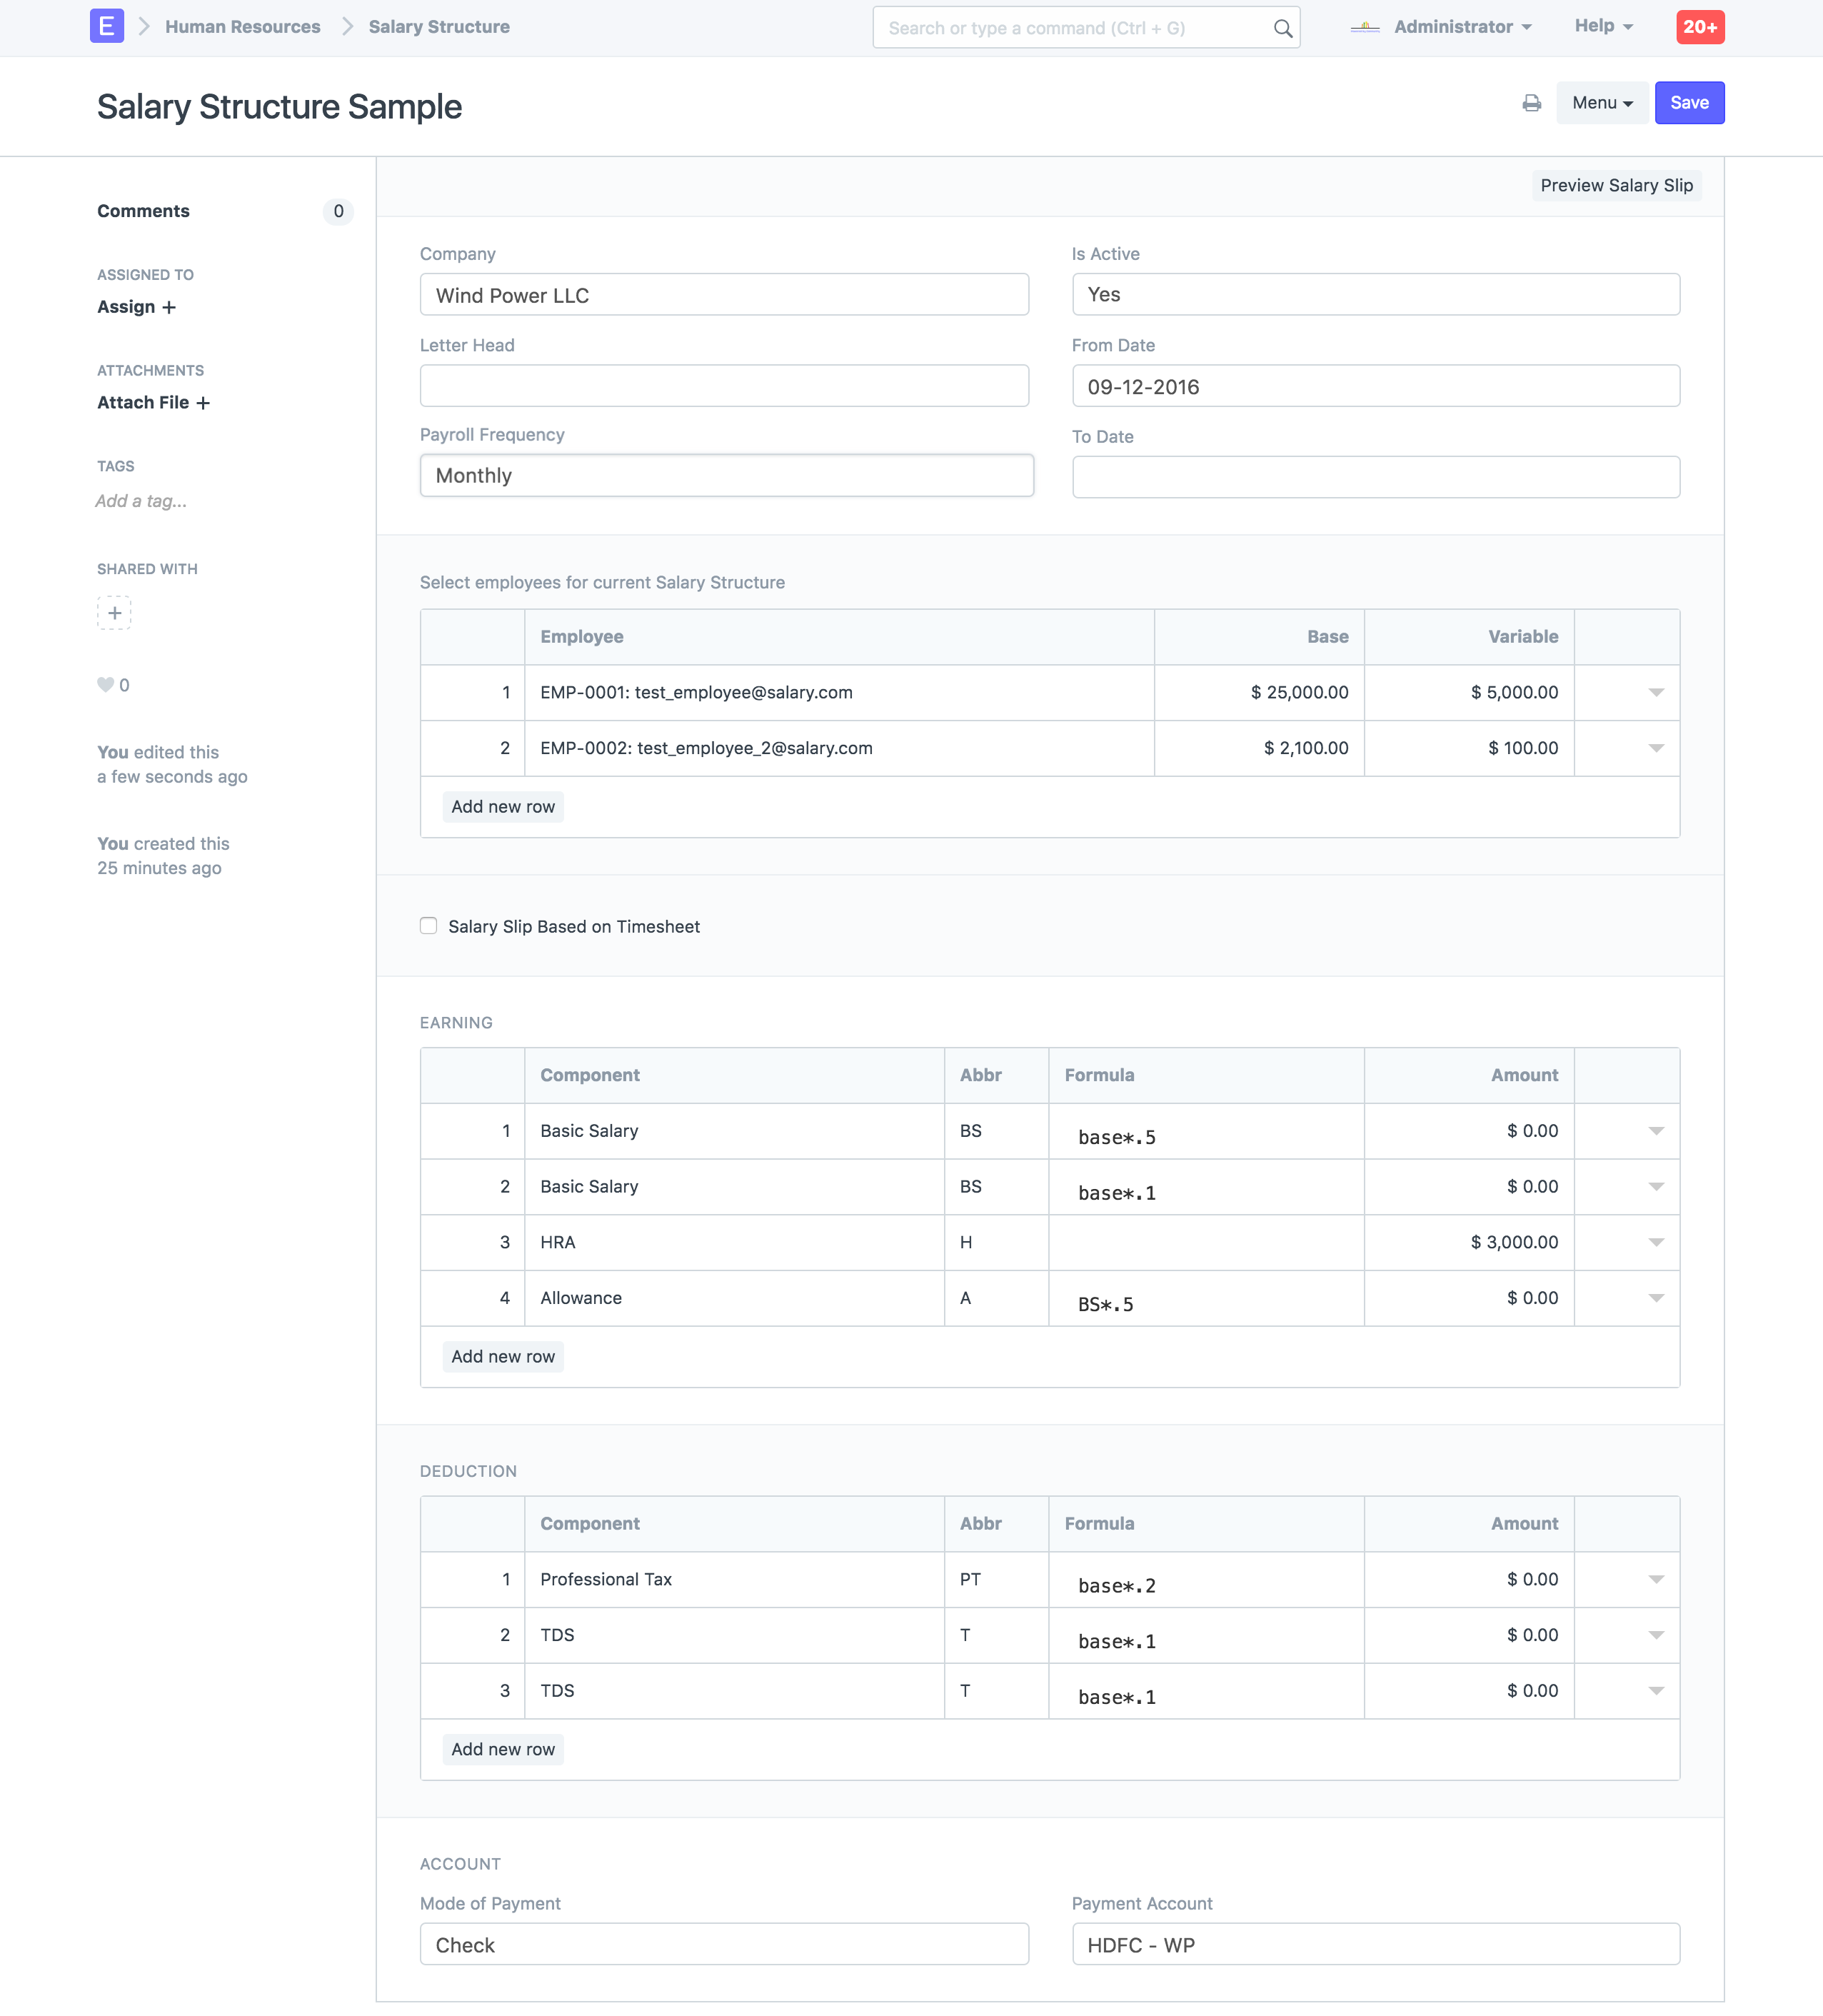 E Human Resources Salary Structure Search or type a command (Ctrl + G) Administrator Help 20+
Salary Structure Sample Menu Save
Preview Salary Slip
Comments 0
ASSIGNED TO
Assign +
ATTACHMENTS
Attach File +
TAGS
Add a tag...
SHARED WITH
+
0
You edited this
a few seconds ago
You created this
25 minutes ago
Company Is Active
Wind Power LLC Yes
Letter Head From Date
09-12-2016
Payroll Frequency To Date
Monthly
Select employees for current Salary Structure
Employee Base Variable
1 EMP-0001: test_employee@salary.com $ 25,000.00 $ 5,000.00
2 EMP-0002: test_employee_2@salary.com $ 2,100.00 $ 100.00
Add new row
Salary Slip Based on Timesheet
EARNING
Component Abbr Formula Amount
1 Basic Salary BS base*.5 $ 0.00
2 Basic Salary BS base*.1 $ 0.00
3 HRA H $ 3,000.00
4 Allowance A BS*.5 $ 0.00
Add new row
DEDUCTION
Component Abbr Formula Amount
1 Professional Tax PT base*.2 $ 0.00
2 TDS T base*.1 $ 0.00
3 TDS T base*.1 $ 0.00
Add new row
ACCOUNT
Mode of Payment Payment Account
Check HDFC - WP